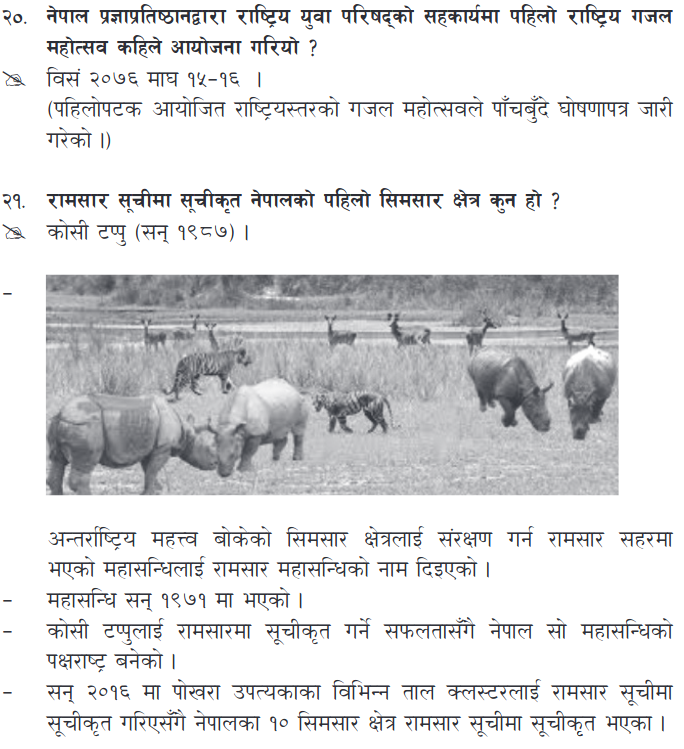 २०. नेपाल प्रज्ञाप्रतिष्ठानद्वारा राष्ट्रिय युवा परिषद्को सहकार्यमा पहिलो राष्ट्रिय गजल
महोत्सव कहिले आयोजना गरियो ?
विसं २०७६ माघ १५-१६ ।
(पहिलोपटक आयोजित राष्ट्रियस्तरको गजल महोत्सवले पाँचबुँदे घोषणापत्र जारी
गरेको ।)
२१. रामसार सूचीमा सूचीकृत नेपालको पहिलो सिमसार क्षेत्र कुन हो ?
कोसी टप्पु (सन् १९८७) ।
–
अन्तर्राष्ट्रिय महत्त्व बोकेको सिमसार क्षेत्रलाई संरक्षण गर्न रामसार सहरमा
भएको महासन्धिलाई रामसार महासन्धिको नाम दिइएको ।
– महासन्धि सन् १९७१ मा भएको ।
– कोसी टप्पुलाई रामसारमा सूचीकृत गर्ने सफलतासँगै नेपाल सो महासन्धिको
पक्षराष्ट्र बनेको ।
– सन् २०१६ मा पोखरा उपत्यकाका विभिन्न ताल क्लस्टरलाई रामसार सूचीमा
सूचीकृत गरिएसँगै नेपालका १० सिमसार क्षेत्र रामसार सूचीमा सूचीकृत भएका ।